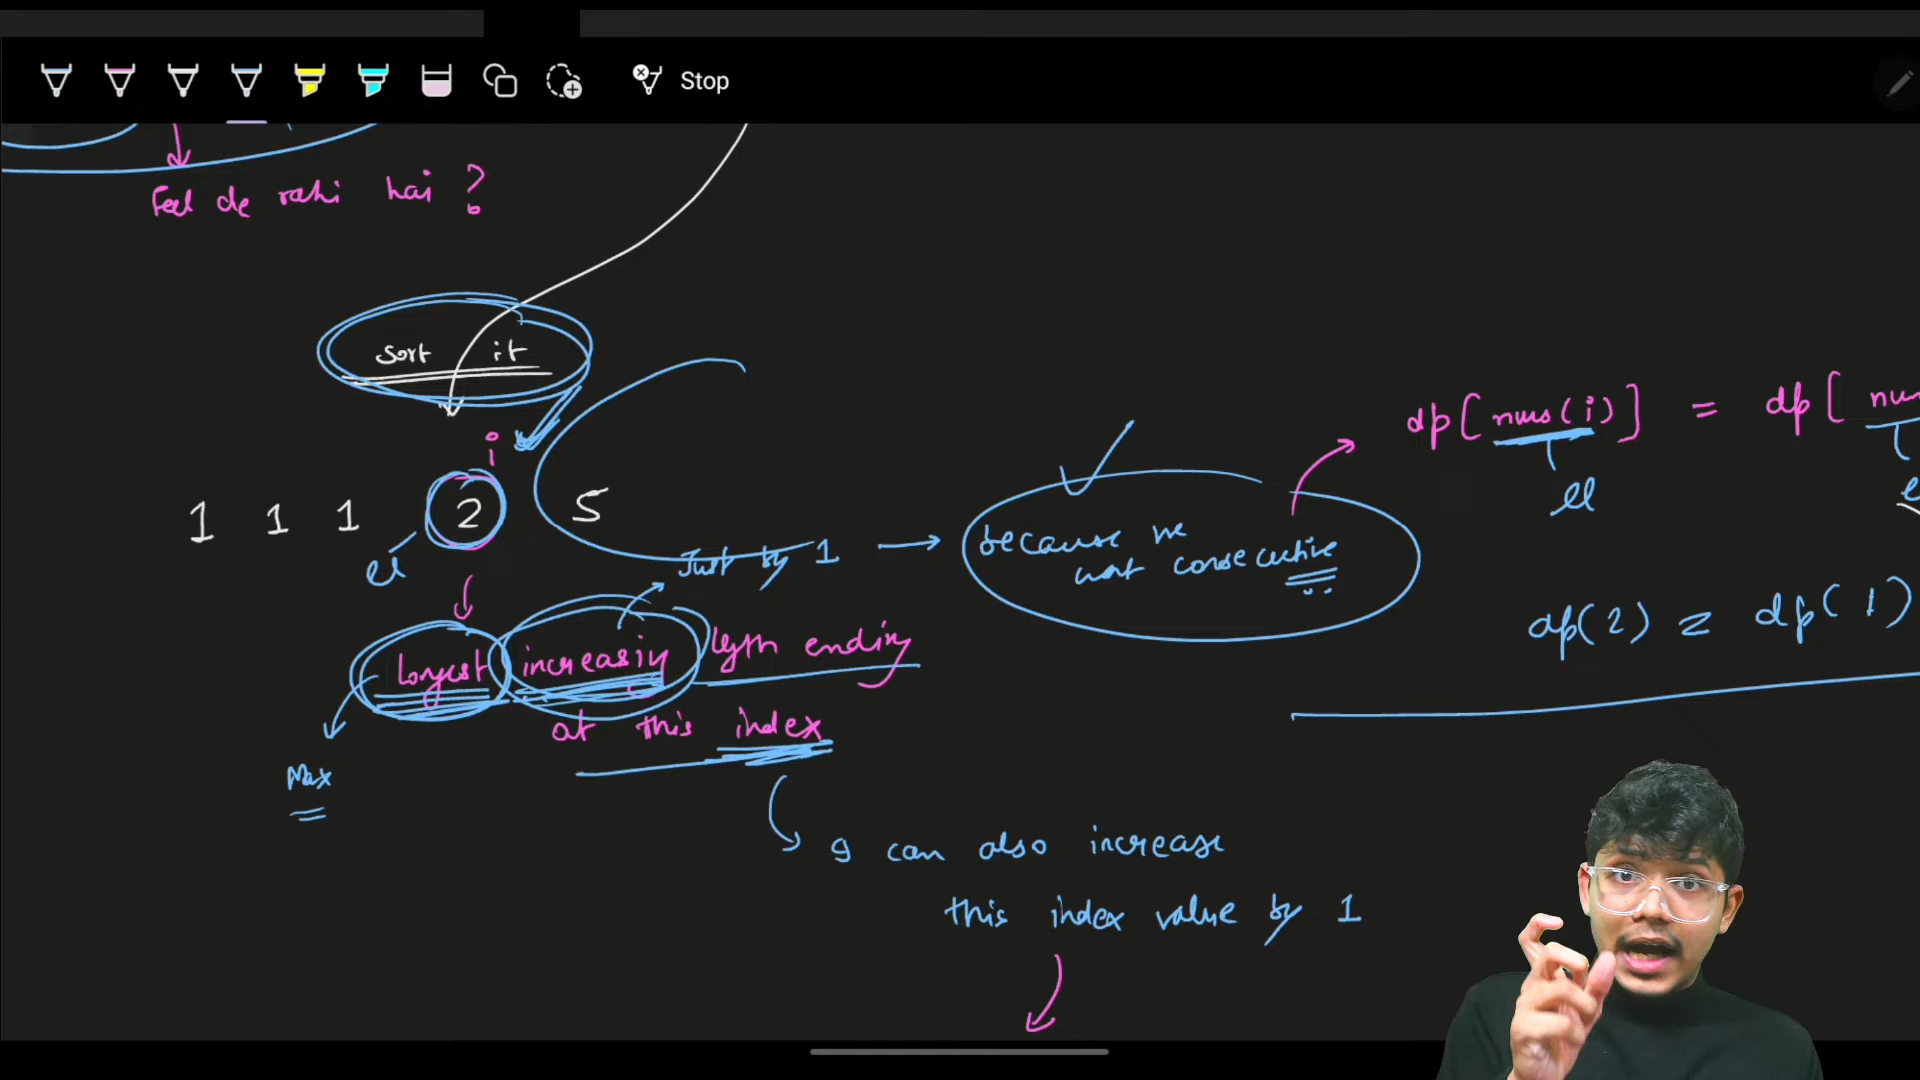 Stop
Feel de rahi hai ?
sort it
i
dp[nums(i)] = dp[nu
el
1 1 1 2 5
el
Just by 1 → because we
want consecutive
dp(2) = dp(1)
longest increasing length ending
at this index
Max
I can also increase
this index value by 1